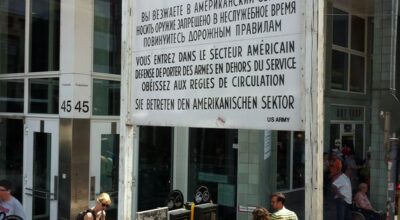 ВЫ ВЪЕЗЖАЕТЕ В АМЕРИКАНСКИЙ
НОСИТЬ ОРУЖИЕ ЗАПРЕЩЕНО В НЕСЛУЖЕБНОЕ ВРЕМЯ
ПОВИНУЙТЕСЬ ДОРОЖНЫМ ПРАВИЛАМ
VOUS ENTREZ DANS LE SECTEUR AMÉRICAIN
DÉFENSE DE PORTER DES ARMES EN DEHORS DU SERVICE
OBÉISSEZ AUX RÈGLES DE CIRCULATION
SIE BETRETEN DEN AMERIKANISCHEN SEKTOR
US ARMY
45 45